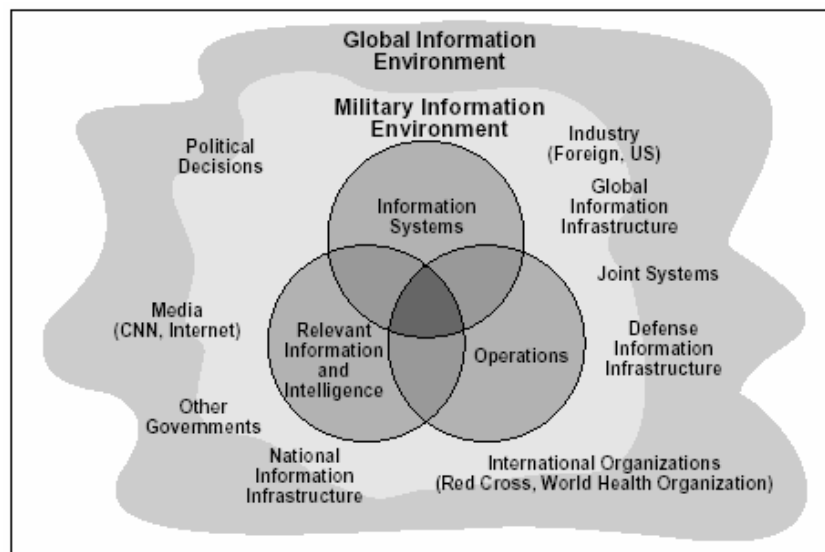 Global Information
Environment
Military Information
Environment
Political
Decisions
Industry
(Foreign, US)
Information
Systems
Global
Information
Infrastructure
Joint Systems
Media
(CNN, Internet)
Relevant
Information
and
Intelligence
Operations
Defense
Information
Infrastructure
Other
Governments
National
Information
Infrastructure
International Organizations
(Red Cross, World Health Organization)